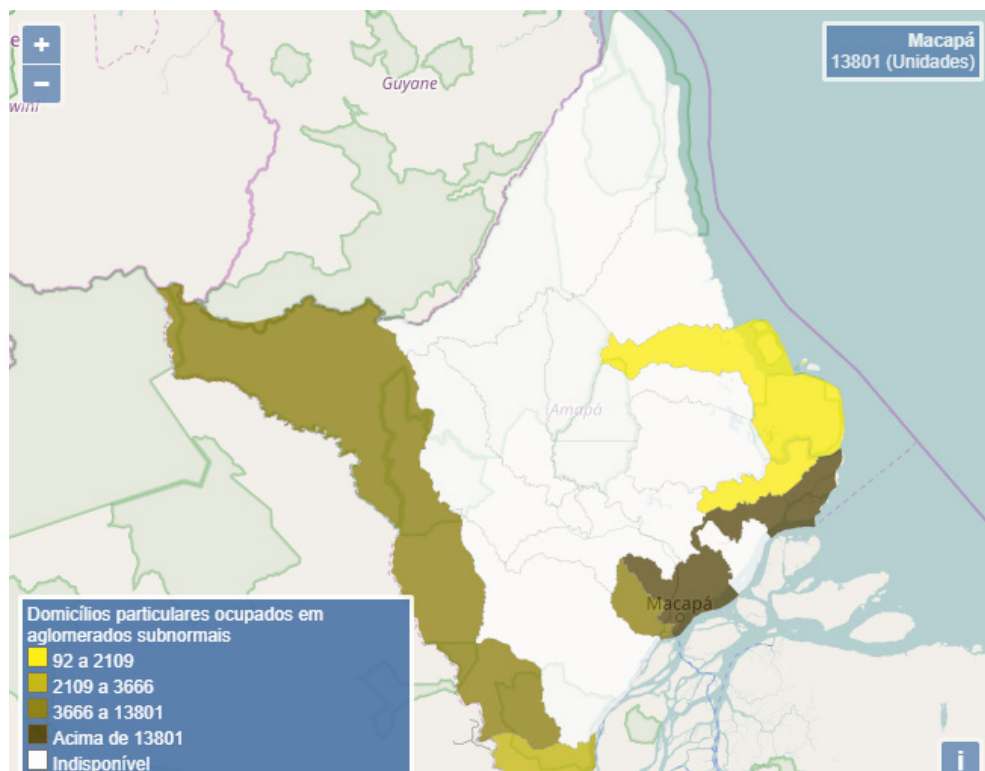 +
−
Guyane
Macapá
13801 (Unidades)
Amapá
Macapá
Domicílios particulares ocupados em
aglomerados subnormais
92 a 2109
2109 a 3666
3666 a 13801
Acima de 13801
Indisponível
i